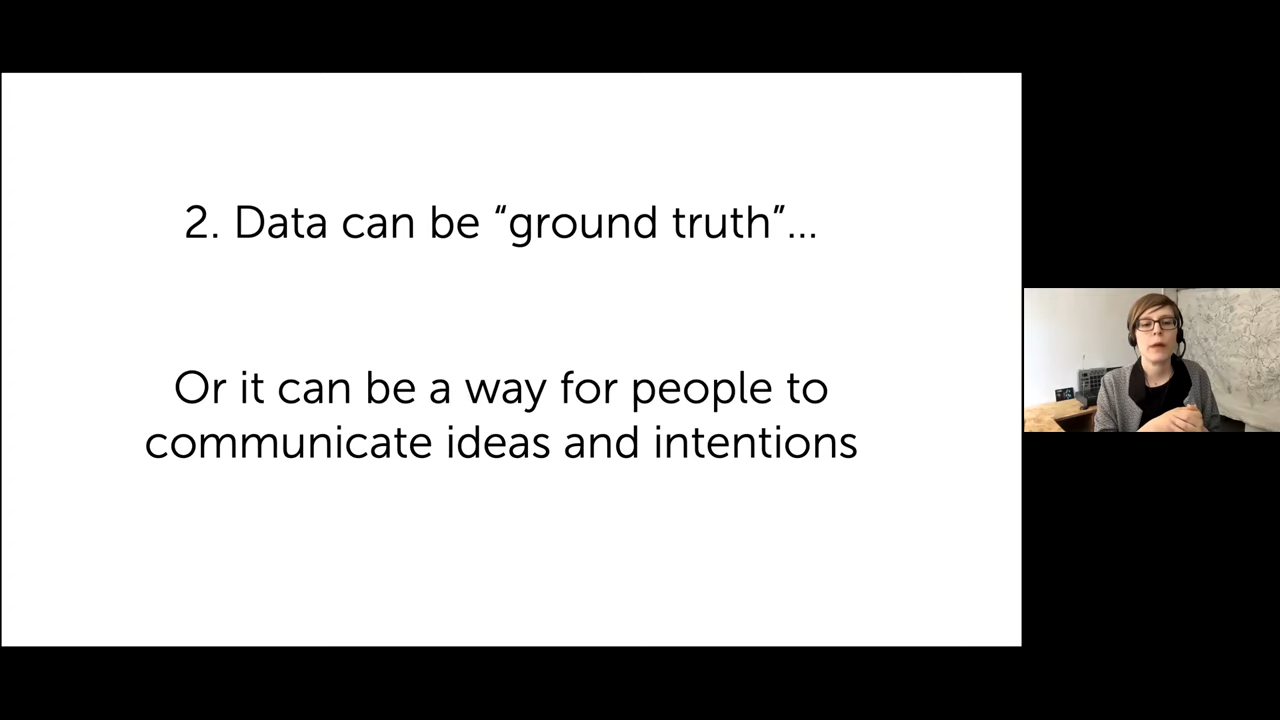 2. Data can be “ground truth”...
Or it can be a way for people to
communicate ideas and intentions